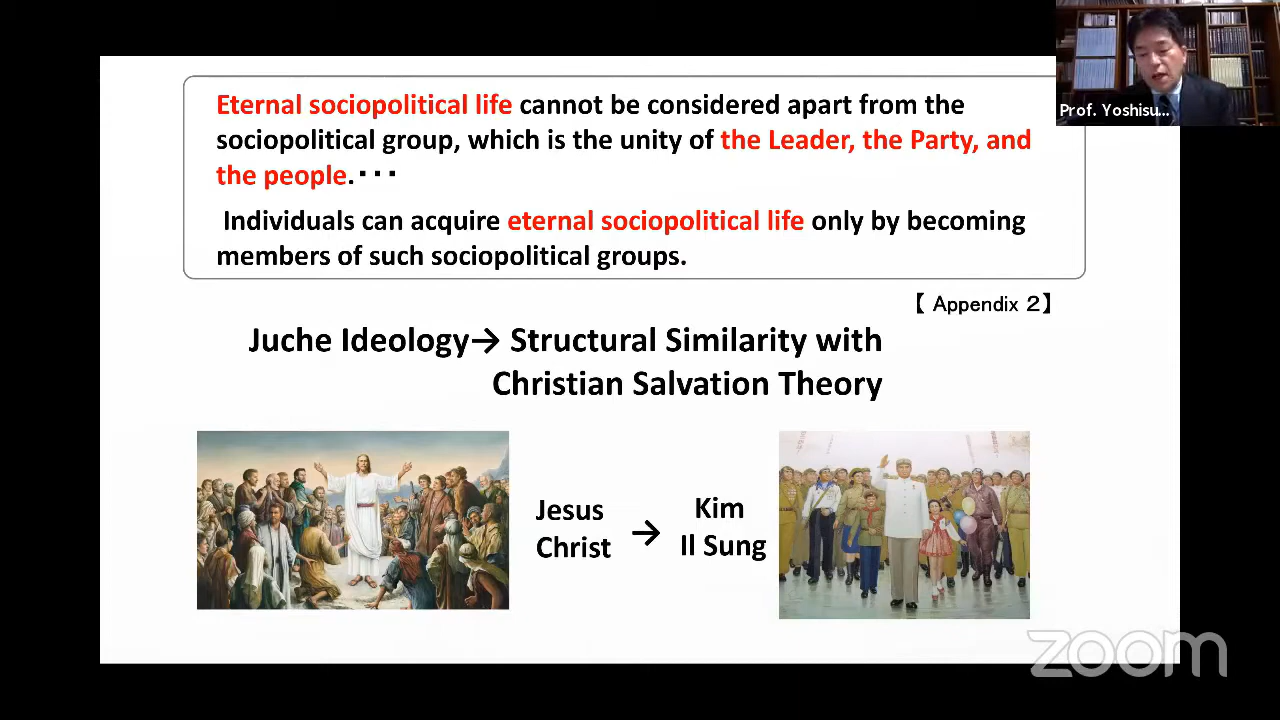 Eternal sociopolitical life cannot be considered apart from the
sociopolitical group, which is the unity of the Leader, the Party, and
the people.･･･
Individuals can acquire eternal sociopolitical life only by becoming
members of such sociopolitical groups.
【 Appendix 2】
Juche Ideology→ Structural Similarity with
Christian Salvation Theory
Jesus
Christ
→
Kim
Il Sung
Prof. Yoshisu...
zoom